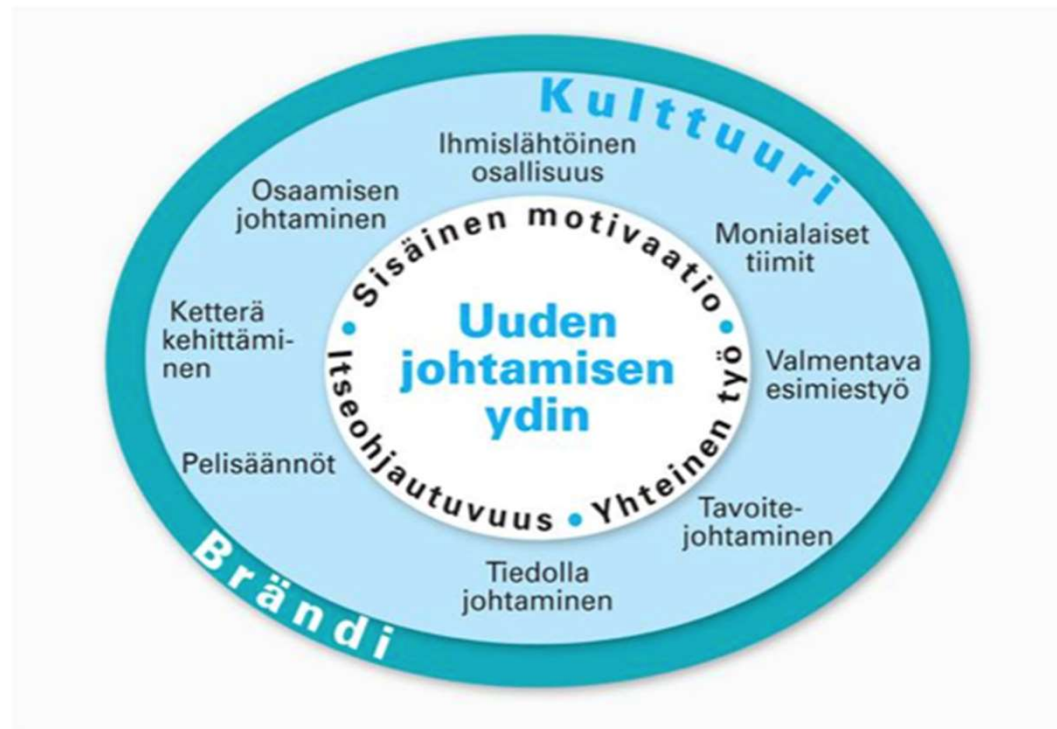 Kulttuuri
Ihmislähtöinen
osallisuus
Monialaiset
tiimit
Valmentava
esimiestyö
Tavoite-
johtaminen
Tiedolla
johtaminen
Pelisäännöt
Ketterä
kehittämi-
nen
Osaamisen
johtaminen
Sisäinen motivaatio
• Yhteinen työ
• Itseohjautuvuus •
Uuden
johtamisen
ydin
Brändi